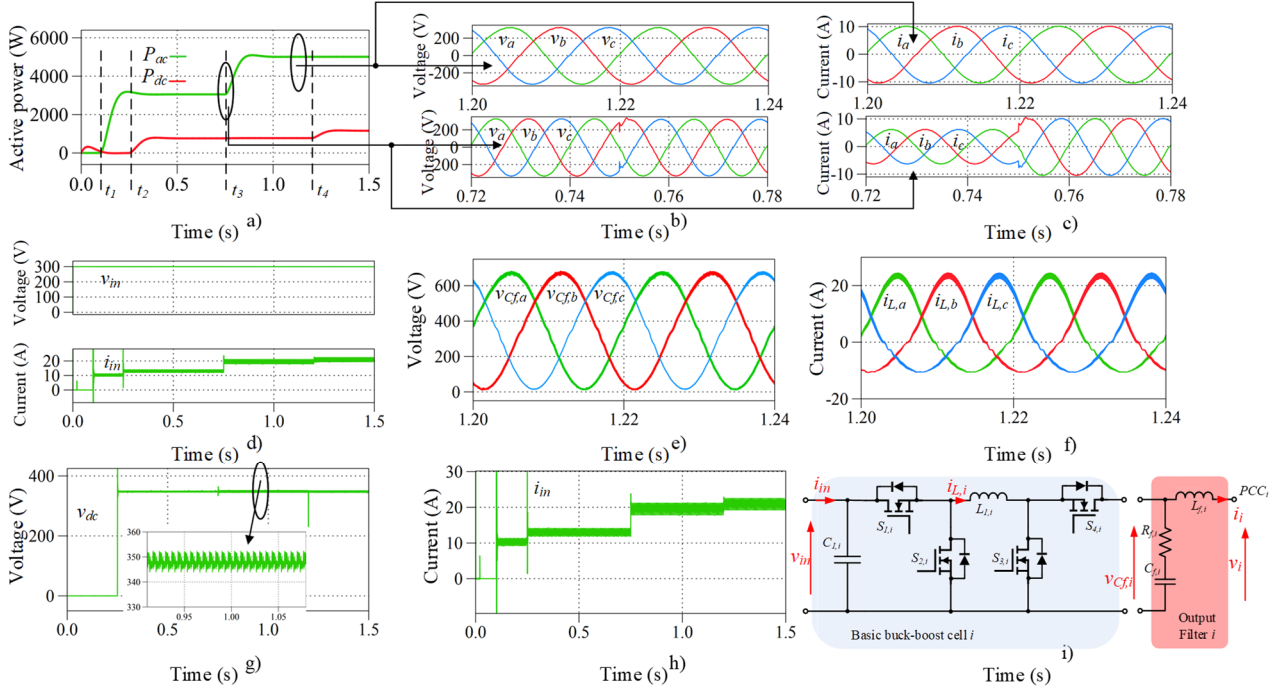 6000
4000
2000
0
Active power (W)
P_ac
P_dc
0.0 t_1 t_2 0.5 t_3 1.0 t_4 1.5
Time (s)
a)
Voltage (V)
200
0
-200
v_a v_b v_c
1.20 1.22 1.24
Voltage (V)
200
0
-200
v_a v_b v_c
0.72 0.74 0.76 0.78
Time (s)
b)
Current (A)
10
0
-10
i_a i_b i_c
1.20 1.22 1.24
Current (A)
10
0
-10
i_a i_b i_c
0.72 0.74 0.76 0.78
Time (s)
c)
Voltage (V)
300
200
100
0
v_in
Current (A)
20
10
0
i_in
0.0 0.5 1.0 1.5
Time (s)
d)
Voltage (V)
600
400
200
0
v_Cf,a v_Cf,b v_Cf,c
1.20 1.22 1.24
Time (s)
e)
Current (A)
20
0
-20
i_L,a i_L,b i_L,c
1.20 1.22 1.24
Time (s)
f)
Voltage (V)
400
200
0
v_dc
360
350
340
330
0.95 1.00 1.05
0.0 0.5 1.0 1.5
Time (s)
g)
Current (A)
30
20
10
0
i_in
0.0 0.5 1.0 1.5
Time (s)
h)
i_in
v_in
C_1,i
S_1,i
i_L,i
L_1,i
S_2,i
S_3,i
S_4,i
Basic buck-boost cell i
v_Cf,i
R_f,i
C_f,i
L_f,i
i_i
PCC_i
v_i
Output
Filter i
i)
Time (s)